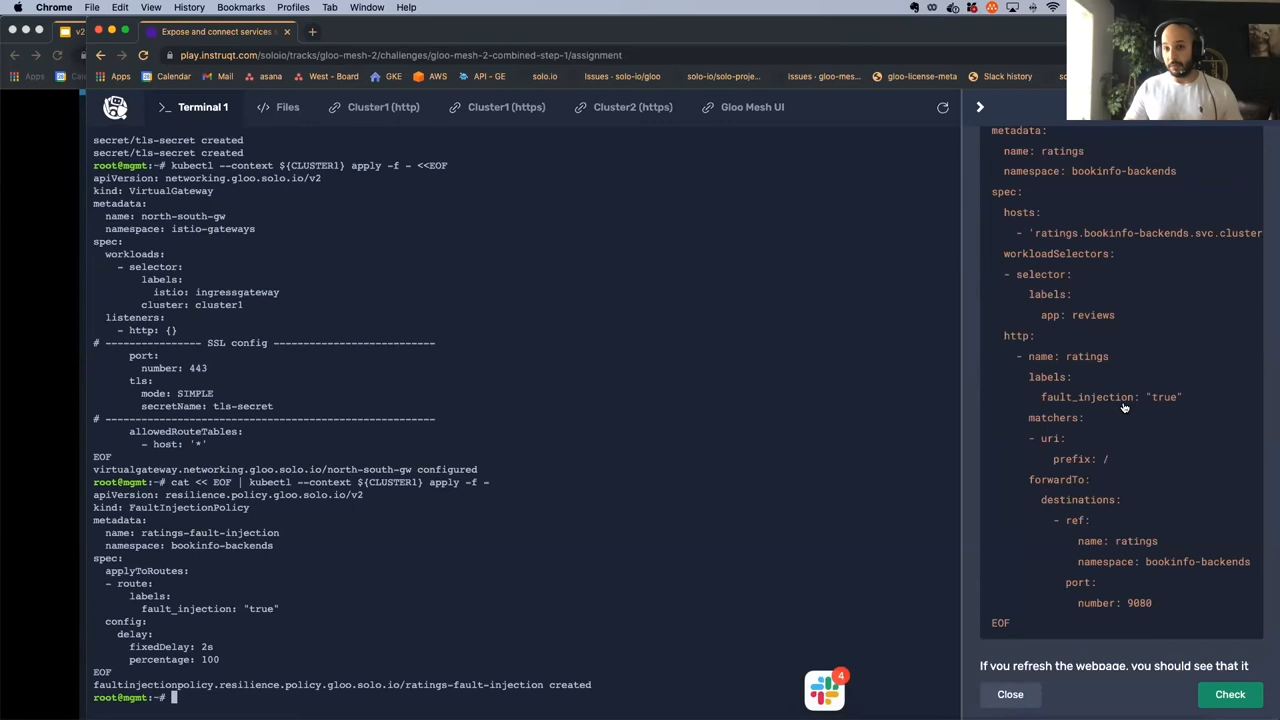 Chrome File Edit View History Bookmarks Profiles Tab Window Help
v2
Expose and connect services
play.instruqt.com/soloio/tracks/gloo-mesh-2/challenges/gloo-mesh-2-combined-step-1/assignment
Apps
Apps Calendar Mail asana West - Board GKE AWS API - GE solo.io Issues · solo-io/gloo solo-io/solo-proje... Issues · gloo-mes... gloo-license-meta Slack history
>_ Terminal 1 </> Files Cluster1 (http) Cluster1 (https) Cluster2 (https) Gloo Mesh UI
secret/tls-secret created
secret/tls-secret created
root@mgmt:~# kubectl --context ${CLUSTER1} apply -f - <<EOF
apiVersion: networking.gloo.solo.io/v2
kind: VirtualGateway
metadata:
  name: north-south-gw
  namespace: istio-gateways
spec:
  workloads:
    - selector:
        labels:
          istio: ingressgateway
        cluster: cluster1
  listeners:
    - http: {}
# ---------------- SSL config ---------------------------
      port:
        number: 443
      tls:
        mode: SIMPLE
        secretName: tls-secret
# -------------------------------------------------------
      allowedRouteTables:
        - host: '*'
EOF
virtualgateway.networking.gloo.solo.io/north-south-gw configured
root@mgmt:~# cat << EOF | kubectl --context ${CLUSTER1} apply -f -
apiVersion: resilience.policy.gloo.solo.io/v2
kind: FaultInjectionPolicy
metadata:
  name: ratings-fault-injection
  namespace: bookinfo-backends
spec:
  applyToRoutes:
  - route:
      labels:
        fault_injection: "true"
  config:
    delay:
      fixedDelay: 2s
      percentage: 100
EOF
faultinjectionpolicy.resilience.policy.gloo.solo.io/ratings-fault-injection created
root@mgmt:~#
metadata:
  name: ratings
  namespace: bookinfo-backends
spec:
  hosts:
    - 'ratings.bookinfo-backends.svc.cluster
  workloadSelectors:
  - selector:
      labels:
        app: reviews
  http:
    - name: ratings
      labels:
        fault_injection: "true"
      matchers:
      - uri:
          prefix: /
      forwardTo:
        destinations:
          - ref:
              name: ratings
              namespace: bookinfo-backends
            port:
              number: 9080
EOF
If you refresh the webpage, you should see that it
Close Check
4